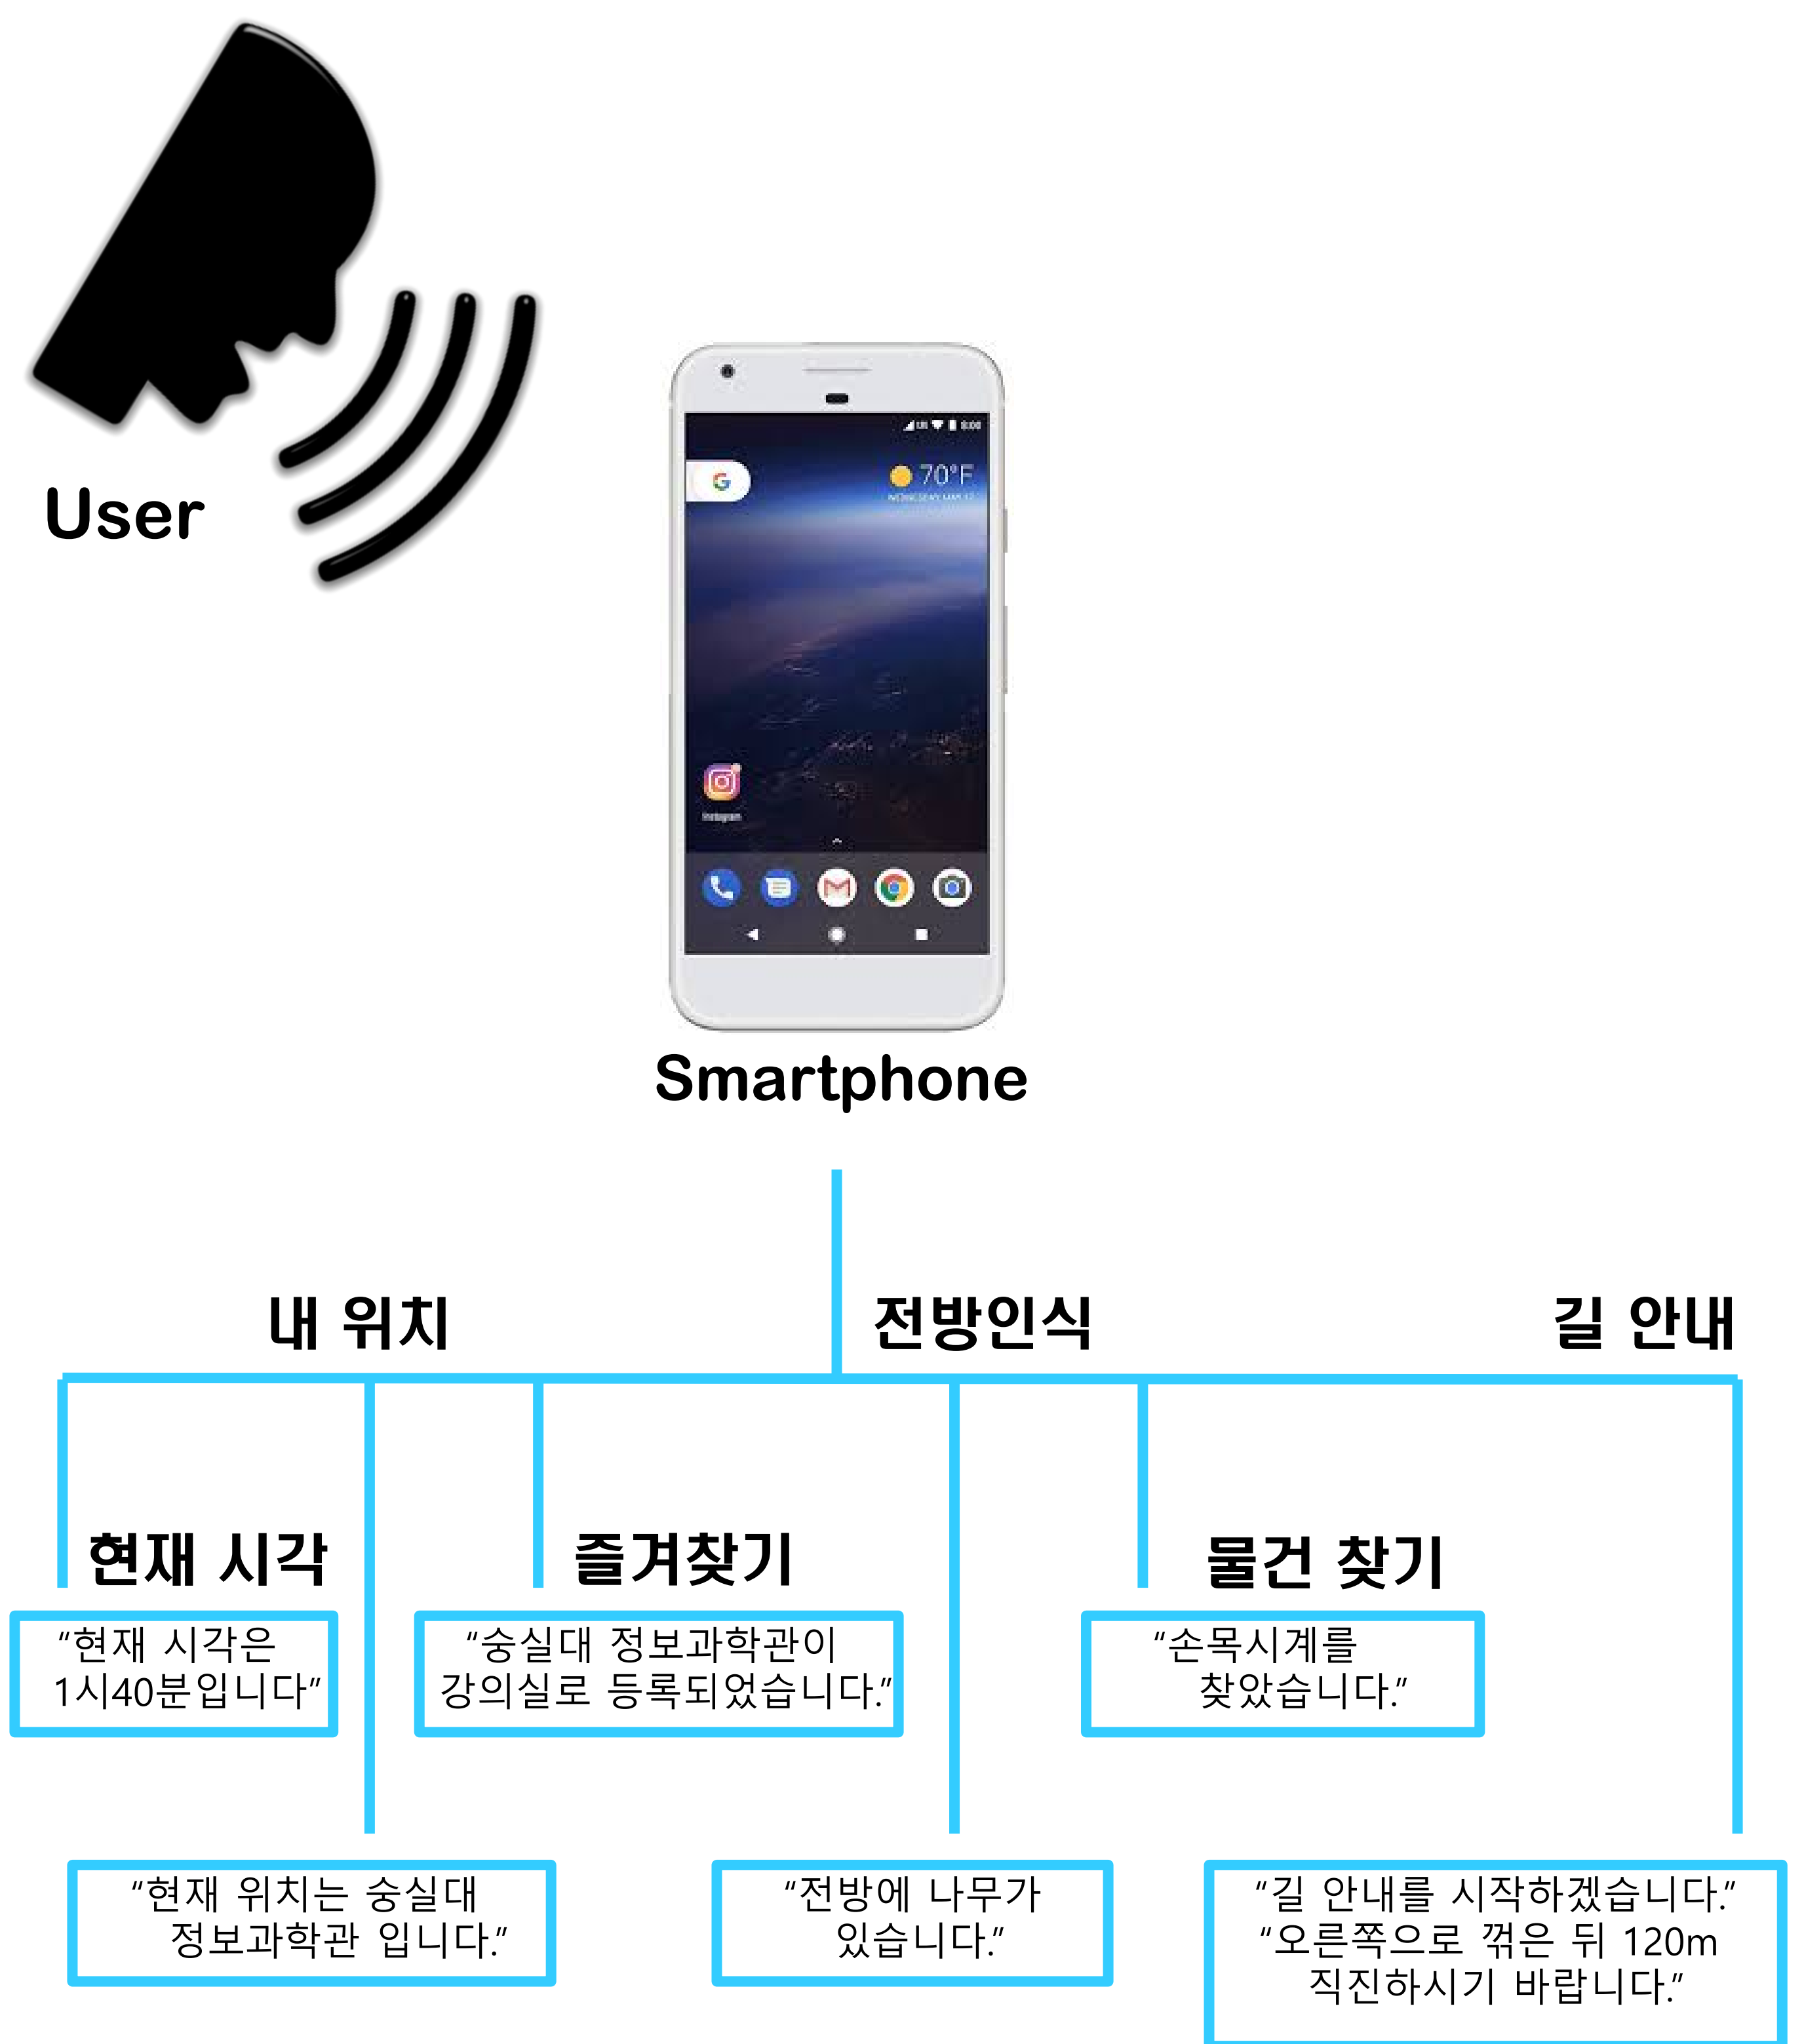 User
8:00
G
70°F
WEDNESDAY, MAY 17
Instagram
Smartphone
내 위치
전방인식
길 안내
현재 시각
즐겨찾기
물건 찾기
"현재 시각은
1시40분입니다"
"숭실대 정보과학관이
강의실로 등록되었습니다."
"손목시계를
찾았습니다."
"현재 위치는 숭실대
정보과학관 입니다."
"전방에 나무가
있습니다."
"길 안내를 시작하겠습니다."
"오른쪽으로 꺾은 뒤 120m
직진하시기 바랍니다."